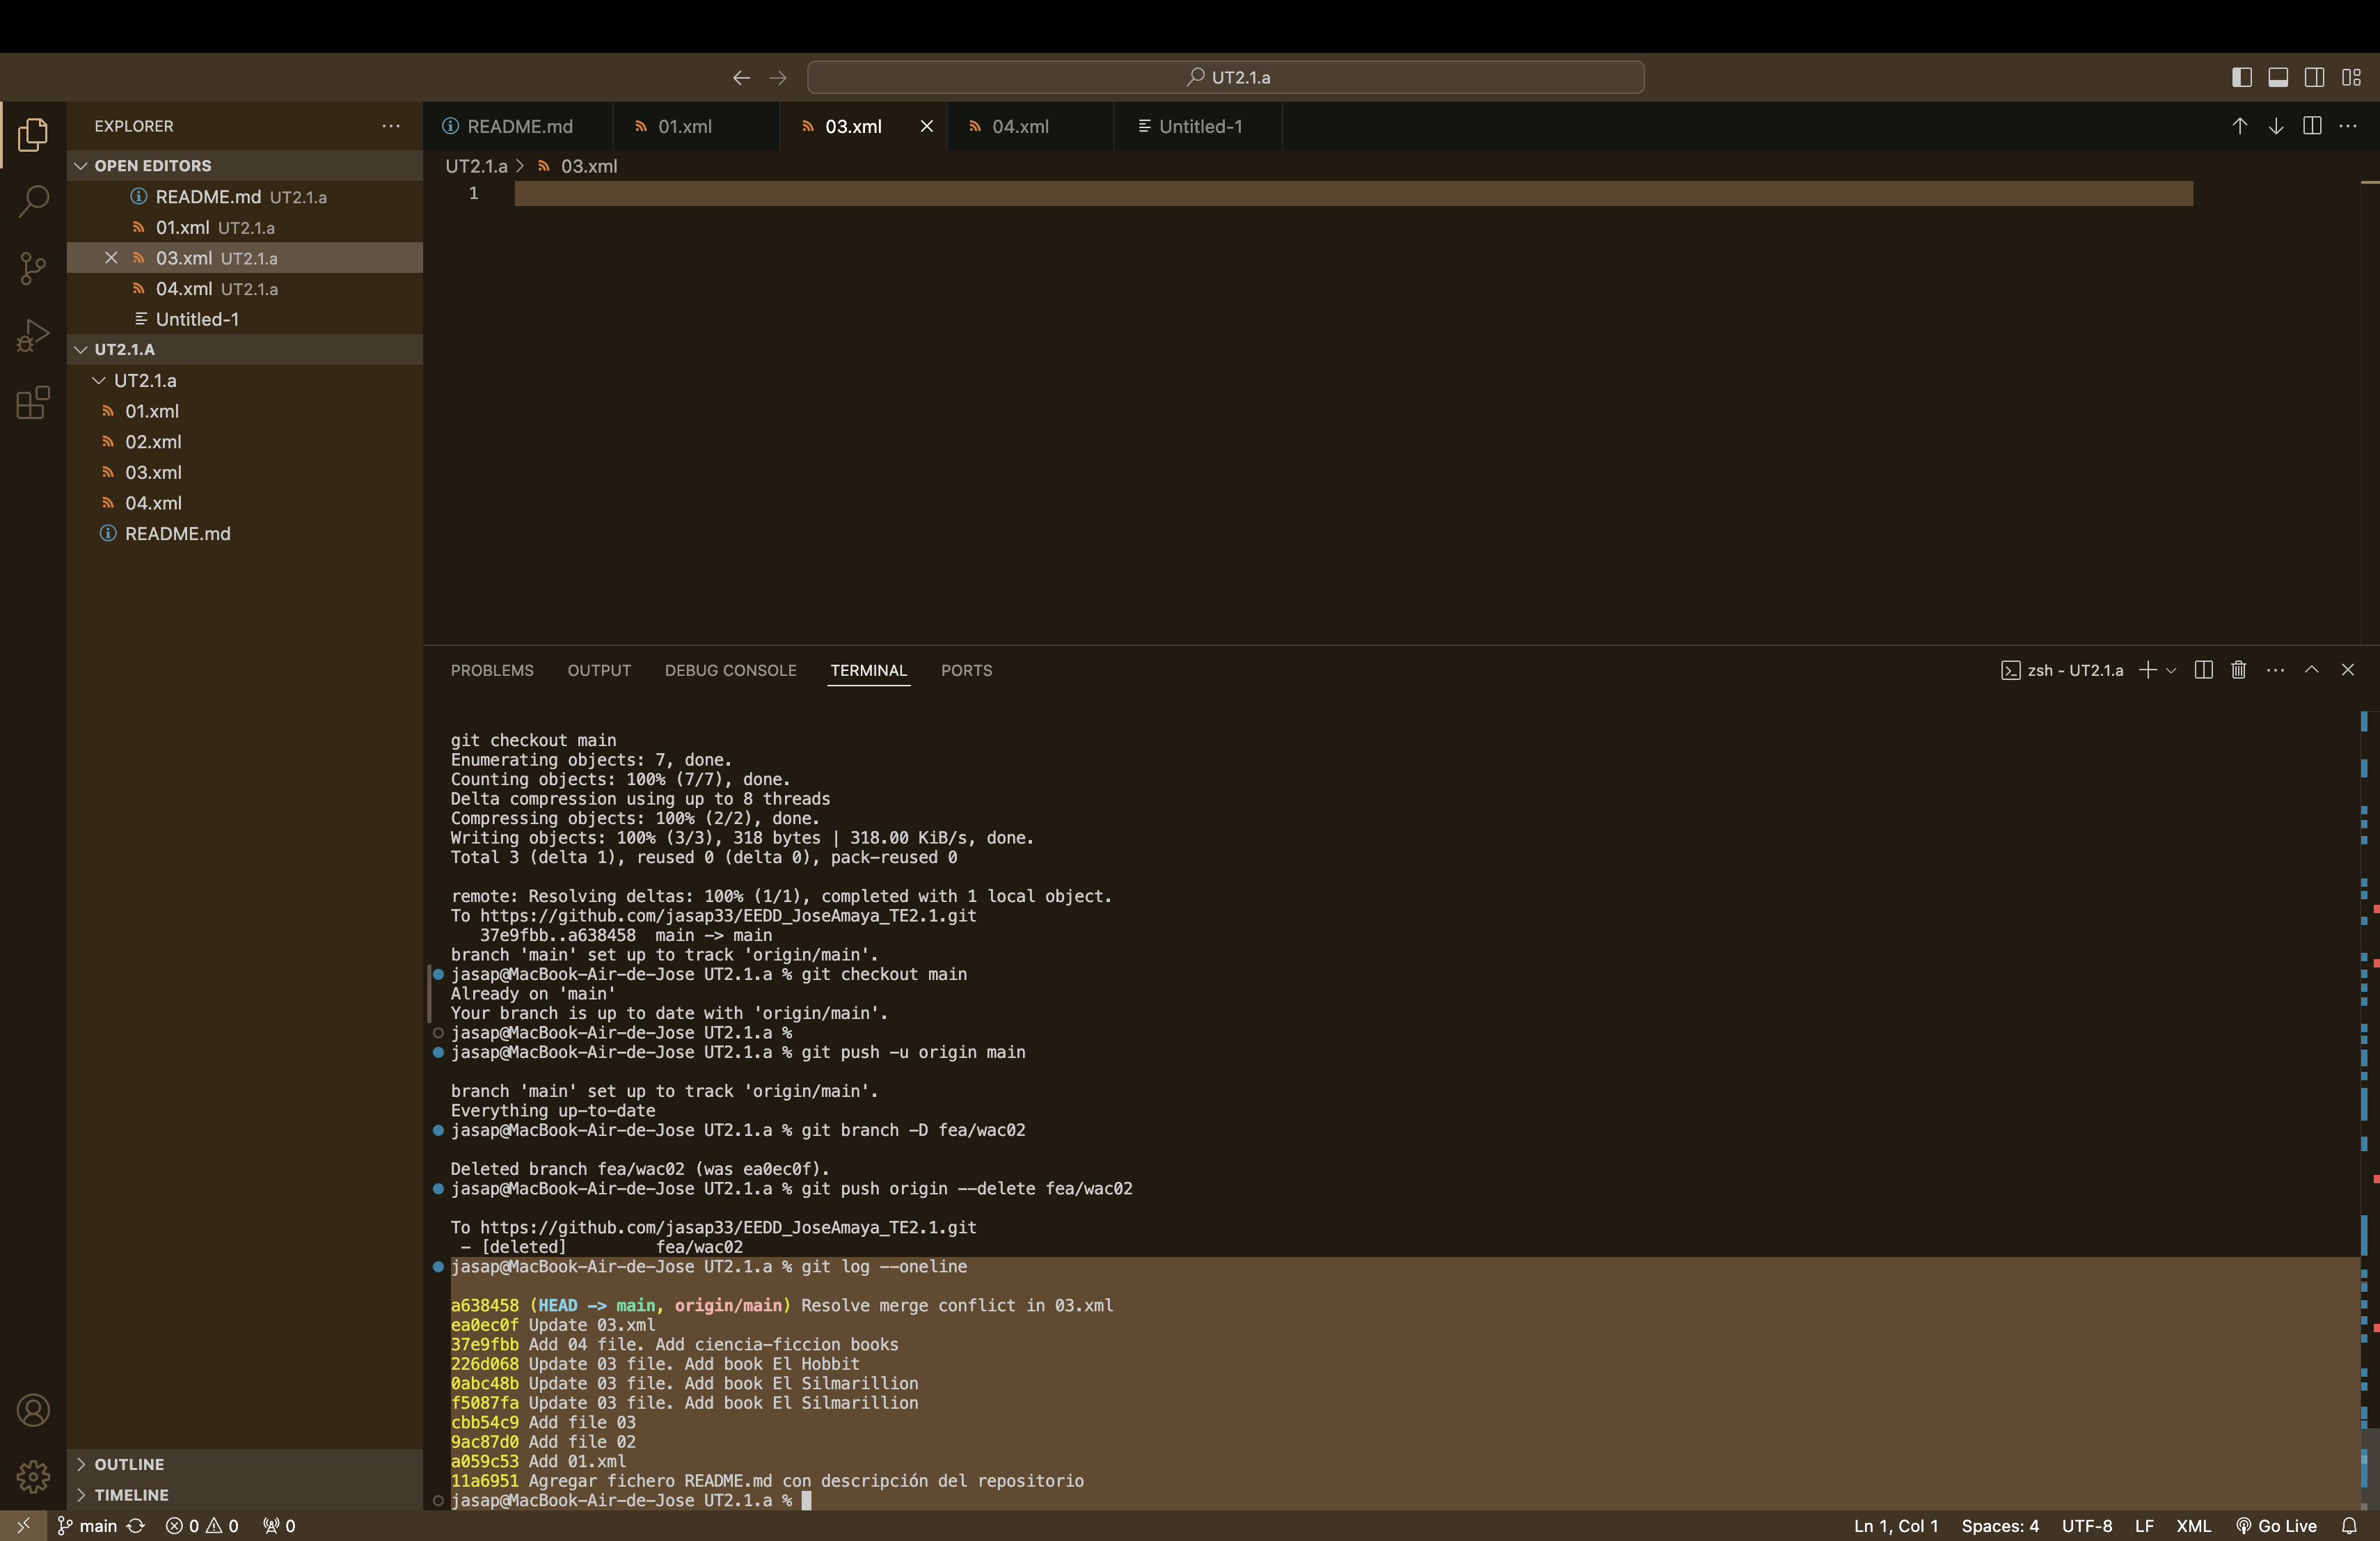 UT2.1.a
EXPLORER
README.md
01.xml
03.xml
04.xml
Untitled-1
OPEN EDITORS
README.md UT2.1.a
01.xml UT2.1.a
03.xml UT2.1.a
04.xml UT2.1.a
Untitled-1
UT2.1.A
UT2.1.a
01.xml
02.xml
03.xml
04.xml
README.md
OUTLINE
TIMELINE
UT2.1.a > 03.xml
1
PROBLEMS OUTPUT DEBUG CONSOLE TERMINAL PORTS
zsh - UT2.1.a
git checkout main
Enumerating objects: 7, done.
Counting objects: 100% (7/7), done.
Delta compression using up to 8 threads
Compressing objects: 100% (2/2), done.
Writing objects: 100% (3/3), 318 bytes | 318.00 KiB/s, done.
Total 3 (delta 1), reused 0 (delta 0), pack-reused 0
remote: Resolving deltas: 100% (1/1), completed with 1 local object.
To https://github.com/jasap33/EEDD_JoseAmaya_TE2.1.git
37e9fbb..a638458 main -> main
branch 'main' set up to track 'origin/main'.
jasap@MacBook-Air-de-Jose UT2.1.a % git checkout main
Already on 'main'
Your branch is up to date with 'origin/main'.
jasap@MacBook-Air-de-Jose UT2.1.a %
jasap@MacBook-Air-de-Jose UT2.1.a % git push -u origin main
branch 'main' set up to track 'origin/main'.
Everything up-to-date
jasap@MacBook-Air-de-Jose UT2.1.a % git branch -D fea/wac02
Deleted branch fea/wac02 (was ea0ec0f).
jasap@MacBook-Air-de-Jose UT2.1.a % git push origin --delete fea/wac02
To https://github.com/jasap33/EEDD_JoseAmaya_TE2.1.git
- [deleted] fea/wac02
jasap@MacBook-Air-de-Jose UT2.1.a % git log --oneline
a638458 (HEAD -> main, origin/main) Resolve merge conflict in 03.xml
ea0ec0f Update 03.xml
37e9fbb Add 04 file. Add ciencia-ficcion books
226d068 Update 03 file. Add book El Hobbit
0abc48b Update 03 file. Add book El Silmarillion
f5087fa Update 03 file. Add book El Silmarillion
cbb54c9 Add file 03
9ac87d0 Add file 02
a059c53 Add 01.xml
11a6951 Agregar fichero README.md con descripción del repositorio
jasap@MacBook-Air-de-Jose UT2.1.a %
main 0 0 0
Ln 1, Col 1 Spaces: 4 UTF-8 LF XML Go Live